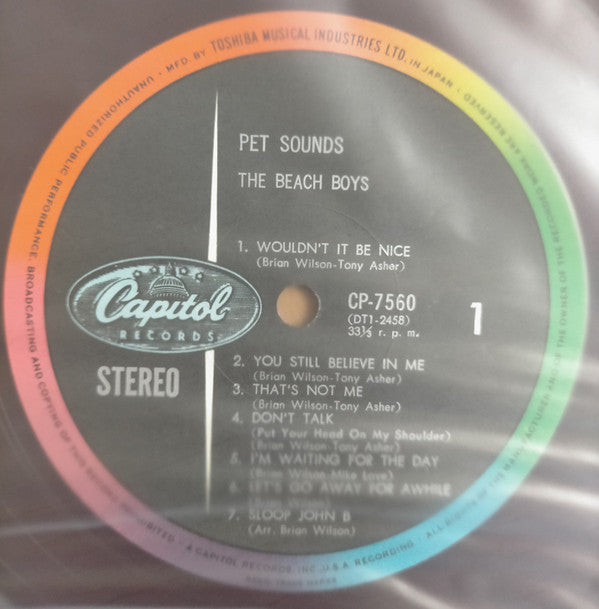 MFD. BY TOSHIBA MUSICAL INDUSTRIES LTD. IN JAPAN • ALL RIGHTS OF THE MANUFACTURER AND OF THE OWNER OF THE RECORDED WORK ARE RESERVED
UNAUTHORIZED PUBLIC PERFORMANCE, BROADCASTING AND COPYING OF THIS RECORD PROHIBITED •
A CAPITOL RECORDS, INC., U.S.A. RECORDING.
PET SOUNDS
THE BEACH BOYS
1. WOULDN'T IT BE NICE
(Brian Wilson-Tony Asher)
Capitol
RECORDS
STEREO
CP-7560
(DT1-2458)
33⅓ r. p. m.
1
2. YOU STILL BELIEVE IN ME
(Brian Wilson-Tony Asher)
3. THAT'S NOT ME
(Brian Wilson-Tony Asher)
4. DON'T TALK
(Put Your Head On My Shoulder)
(Brian Wilson-Tony Asher)
5. I'M WAITING FOR THE DAY
(Brian Wilson-Mike Love)
6. LET'S GO AWAY FOR AWHILE
(Brian Wilson)
7. SLOOP JOHN B
(Arr. Brian Wilson)